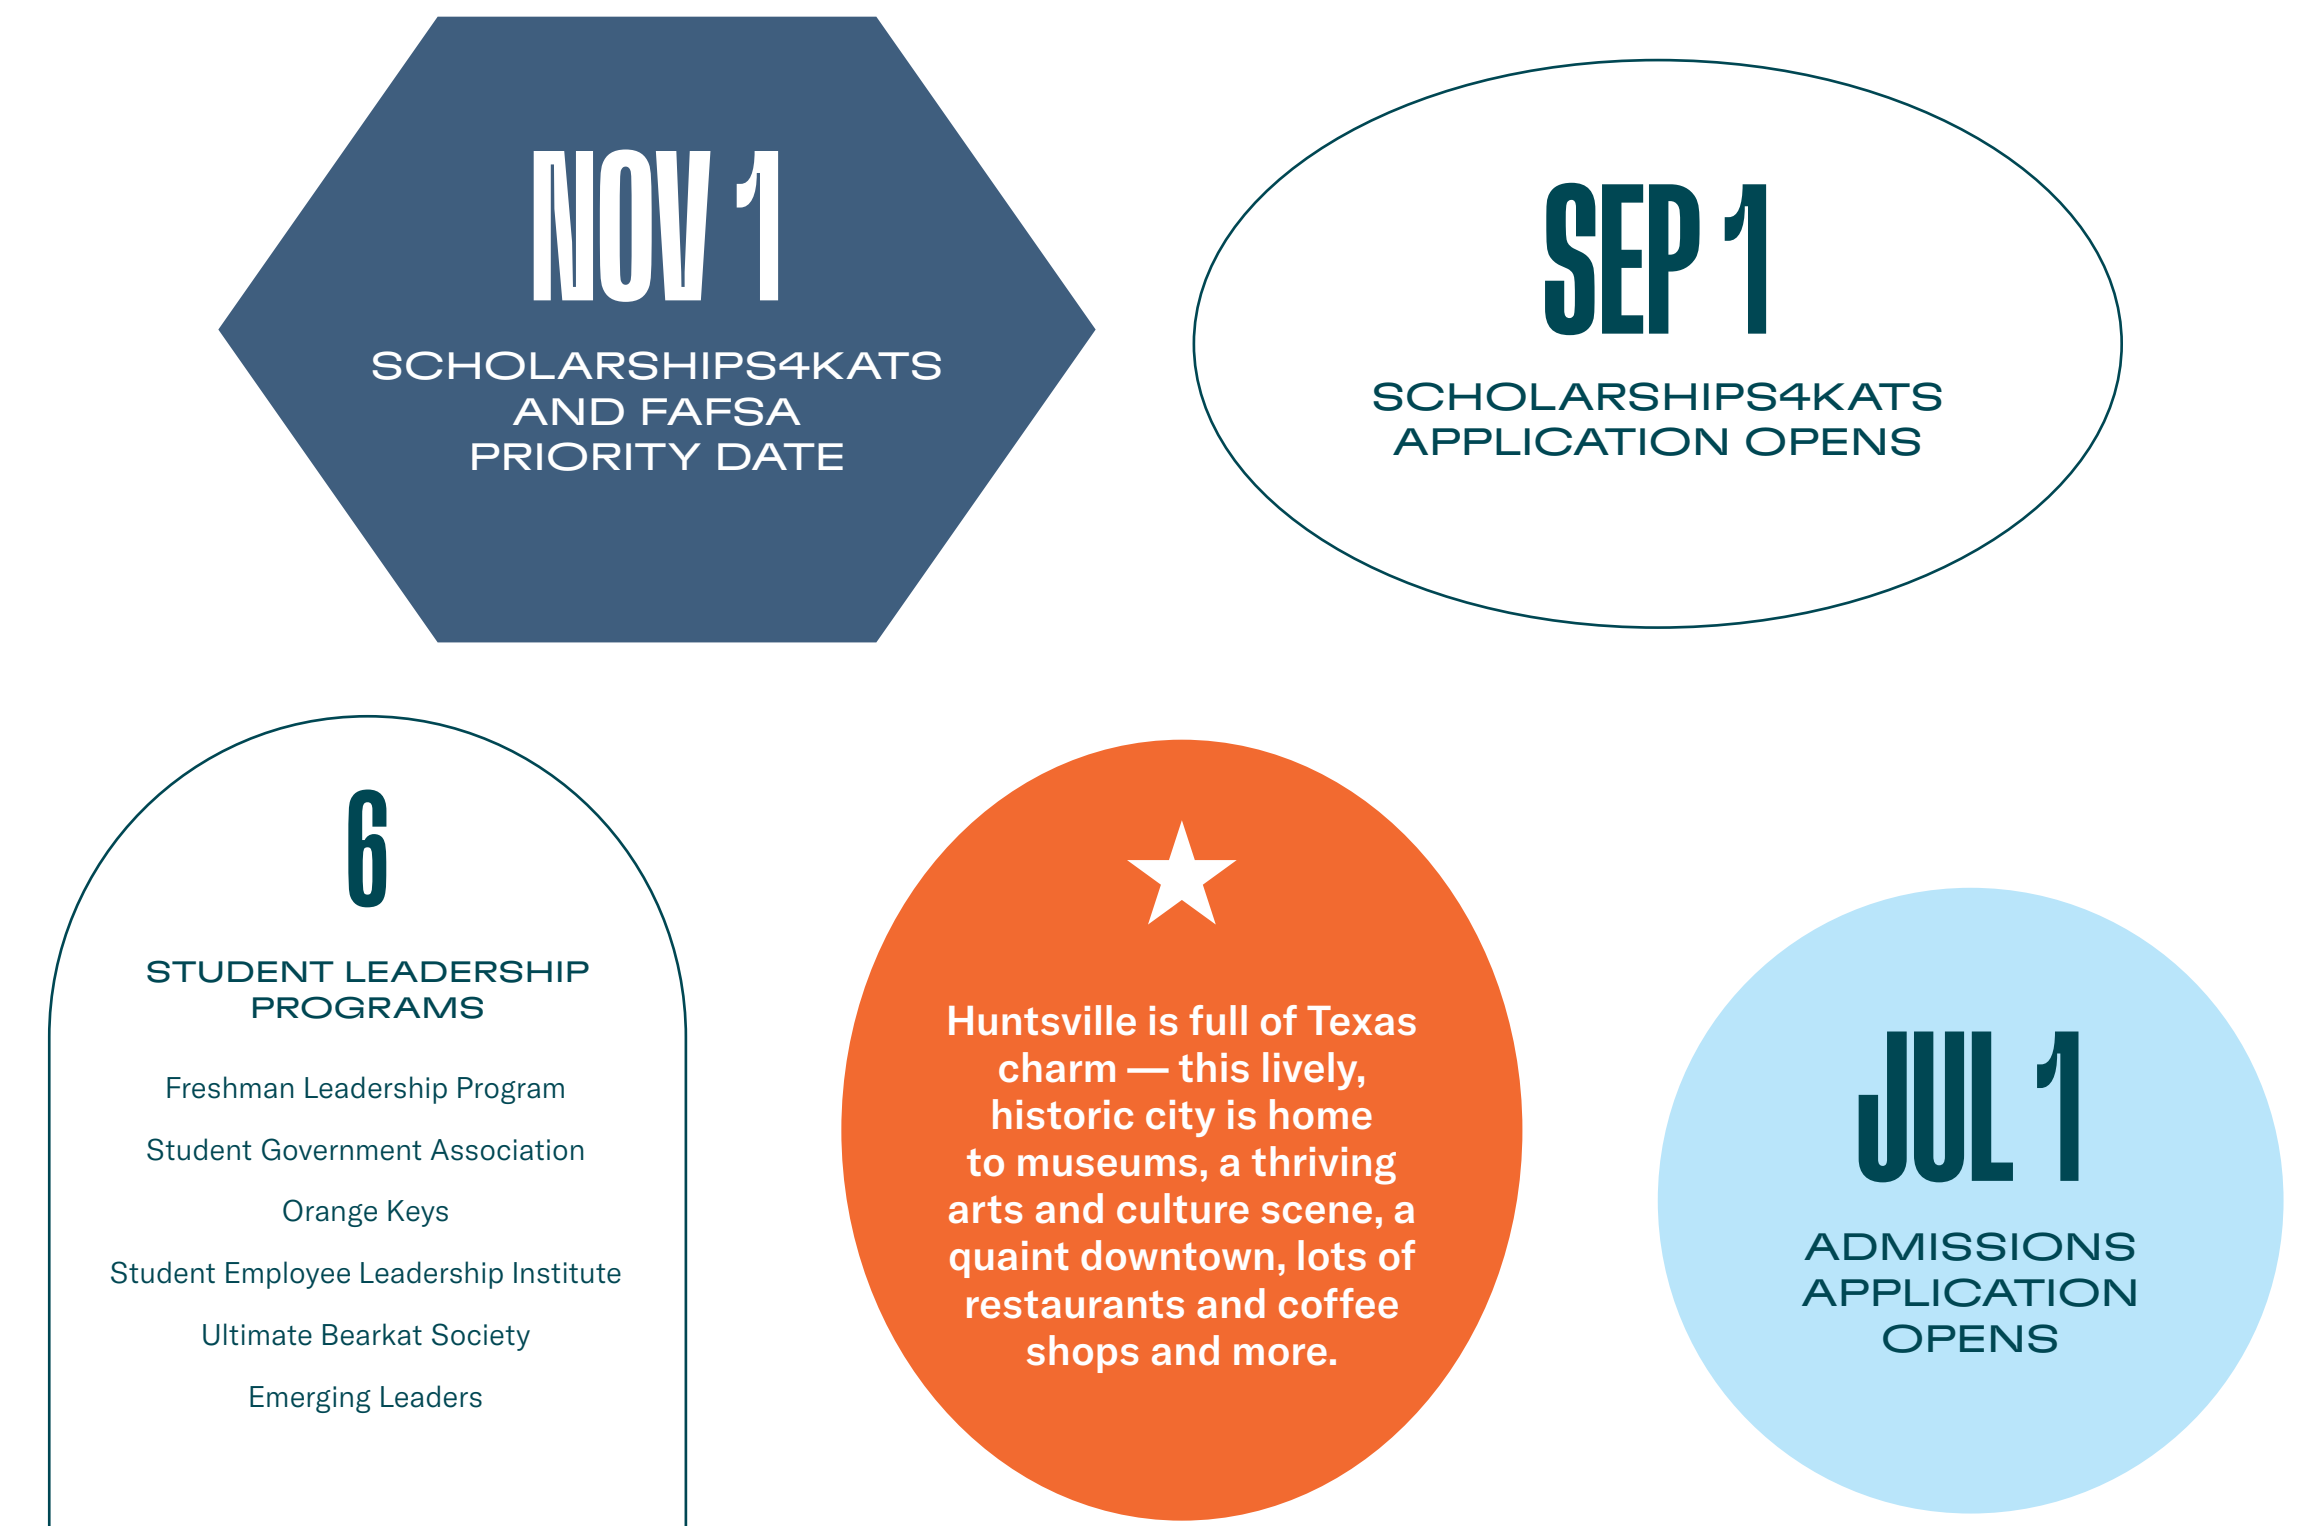 NOV 1
SCHOLARSHIPS4KATS
AND FAFSA
PRIORITY DATE
SEP 1
SCHOLARSHIPS4KATS
APPLICATION OPENS
6
STUDENT LEADERSHIP
PROGRAMS
Freshman Leadership Program
Student Government Association
Orange Keys
Student Employee Leadership Institute
Ultimate Bearkat Society
Emerging Leaders
Huntsville is full of Texas
charm — this lively,
historic city is home
to museums, a thriving
arts and culture scene, a
quaint downtown, lots of
restaurants and coffee
shops and more.
JUL 1
ADMISSIONS
APPLICATION
OPENS